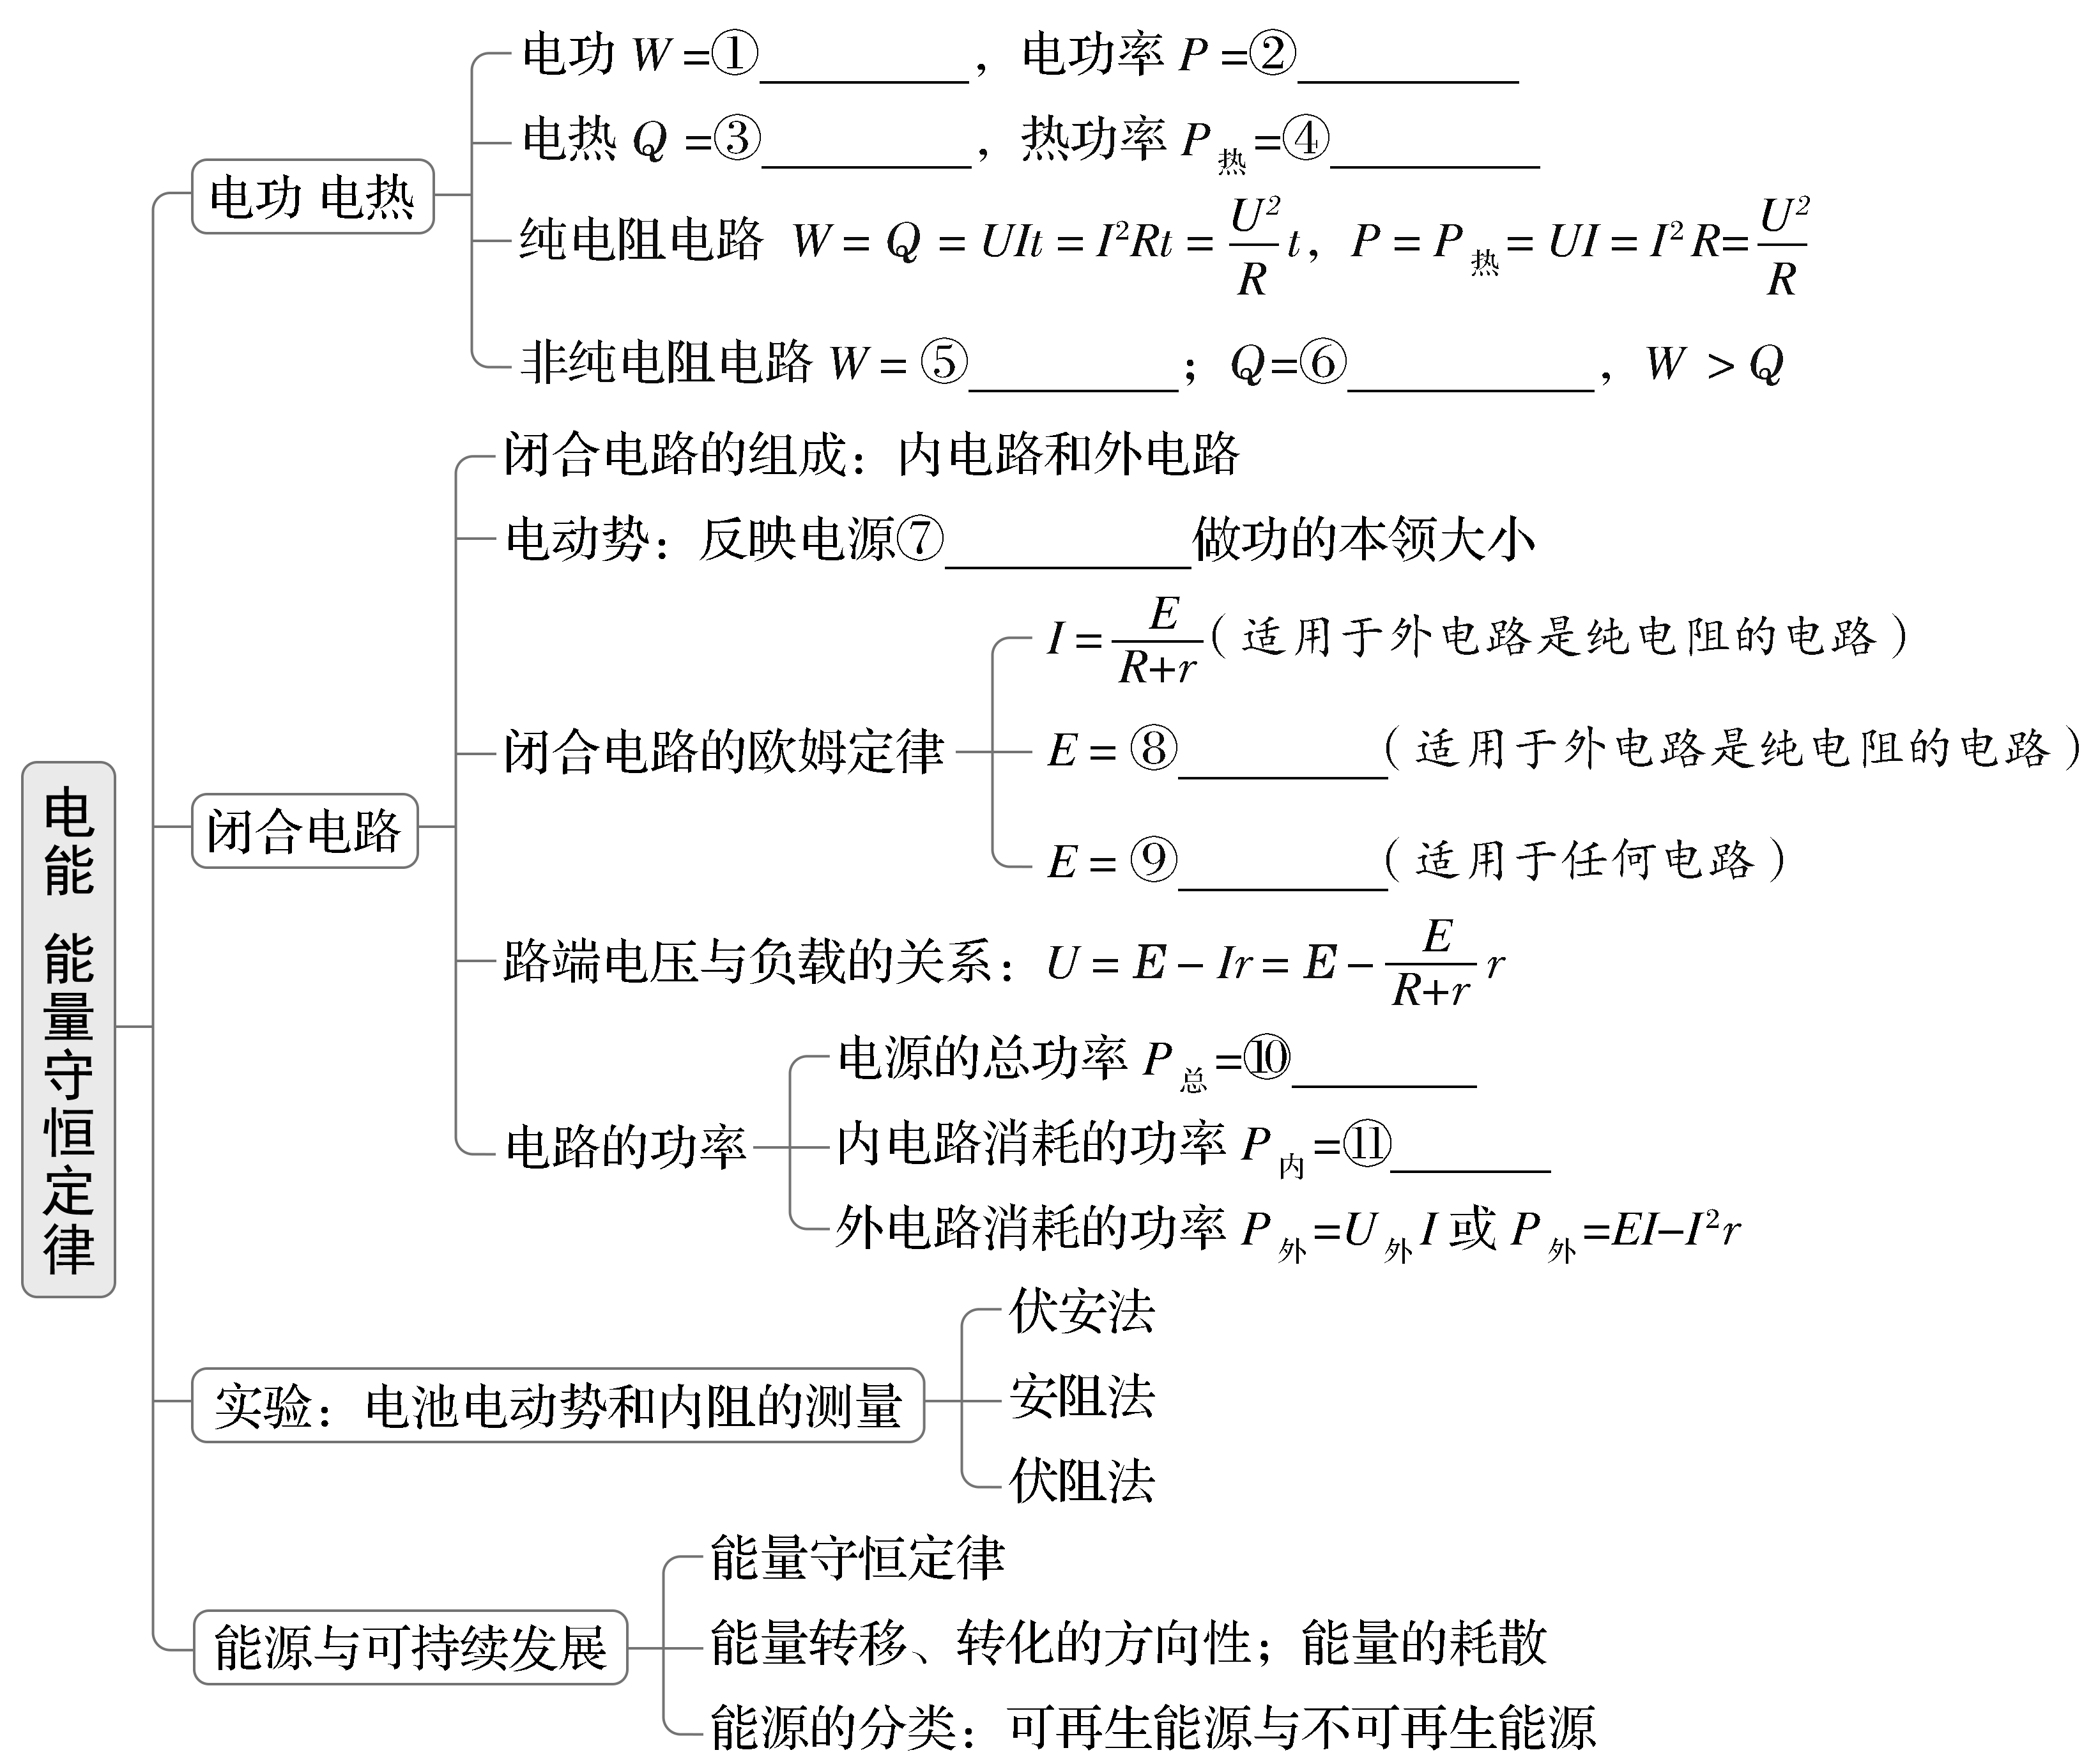 电能 能量守恒定律
电功 电热
电功 W=①________，电功率 P=②________
电热 Q=③________，热功率 P热=④________
纯电阻电路 W=Q=UIt=I²Rt=U²/R t，P=P热=UI=I²R=U²/R
非纯电阻电路 W=⑤________；Q=⑥________，W>Q
闭合电路
闭合电路的组成：内电路和外电路
电动势：反映电源⑦________做功的本领大小
闭合电路的欧姆定律
I=E/(R+r)(适用于外电路是纯电阻的电路)
E=⑧________(适用于外电路是纯电阻的电路)
E=⑨________(适用于任何电路)
路端电压与负载的关系：U=E-Ir=E-E/(R+r) r
电路的功率
电源的总功率 P总=⑩________
内电路消耗的功率 P内=⑪________
外电路消耗的功率 P外=U外I 或 P外=EI-I²r
实验：电池电动势和内阻的测量
伏安法
安阻法
伏阻法
能源与可持续发展
能量守恒定律
能量转移、转化的方向性；能量的耗散
能源的分类：可再生能源与不可再生能源